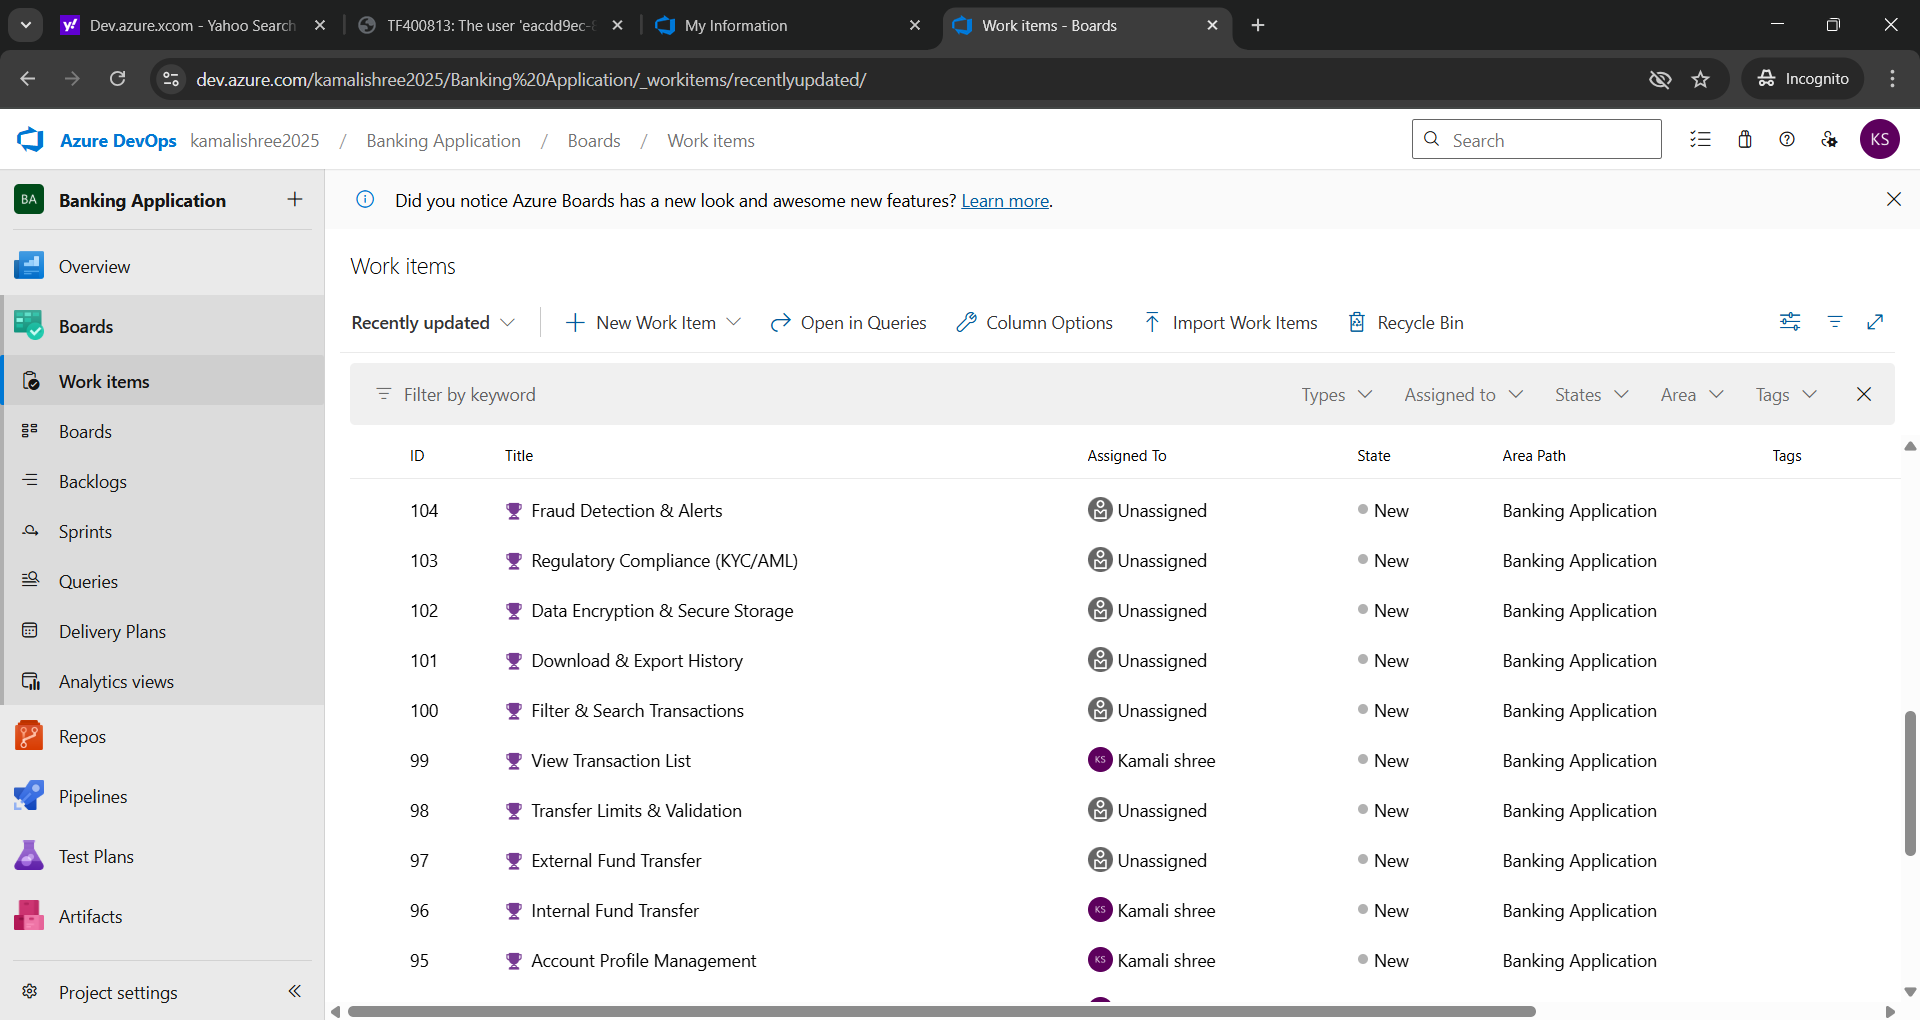 Dev.azure.xcom - Yahoo Search
TF400813: The user 'eacdd9ec-
My Information
Work items - Boards
dev.azure.com/kamalishree2025/Banking%20Application/_workitems/recentlyupdated/
Incognito
Azure DevOps kamalishree2025 / Banking Application / Boards / Work items
Search
KS
BA Banking Application
Did you notice Azure Boards has a new look and awesome new features? Learn more.
Overview
Boards
Work items
Boards
Backlogs
Sprints
Queries
Delivery Plans
Analytics views
Repos
Pipelines
Test Plans
Artifacts
Project settings
Work items
Recently updated New Work Item Open in Queries Column Options Import Work Items Recycle Bin
Filter by keyword Types Assigned to States Area Tags
ID Title Assigned To State Area Path Tags
104 Fraud Detection & Alerts Unassigned New Banking Application
103 Regulatory Compliance (KYC/AML) Unassigned New Banking Application
102 Data Encryption & Secure Storage Unassigned New Banking Application
101 Download & Export History Unassigned New Banking Application
100 Filter & Search Transactions Unassigned New Banking Application
99 View Transaction List KS Kamali shree New Banking Application
98 Transfer Limits & Validation Unassigned New Banking Application
97 External Fund Transfer Unassigned New Banking Application
96 Internal Fund Transfer KS Kamali shree New Banking Application
95 Account Profile Management KS Kamali shree New Banking Application